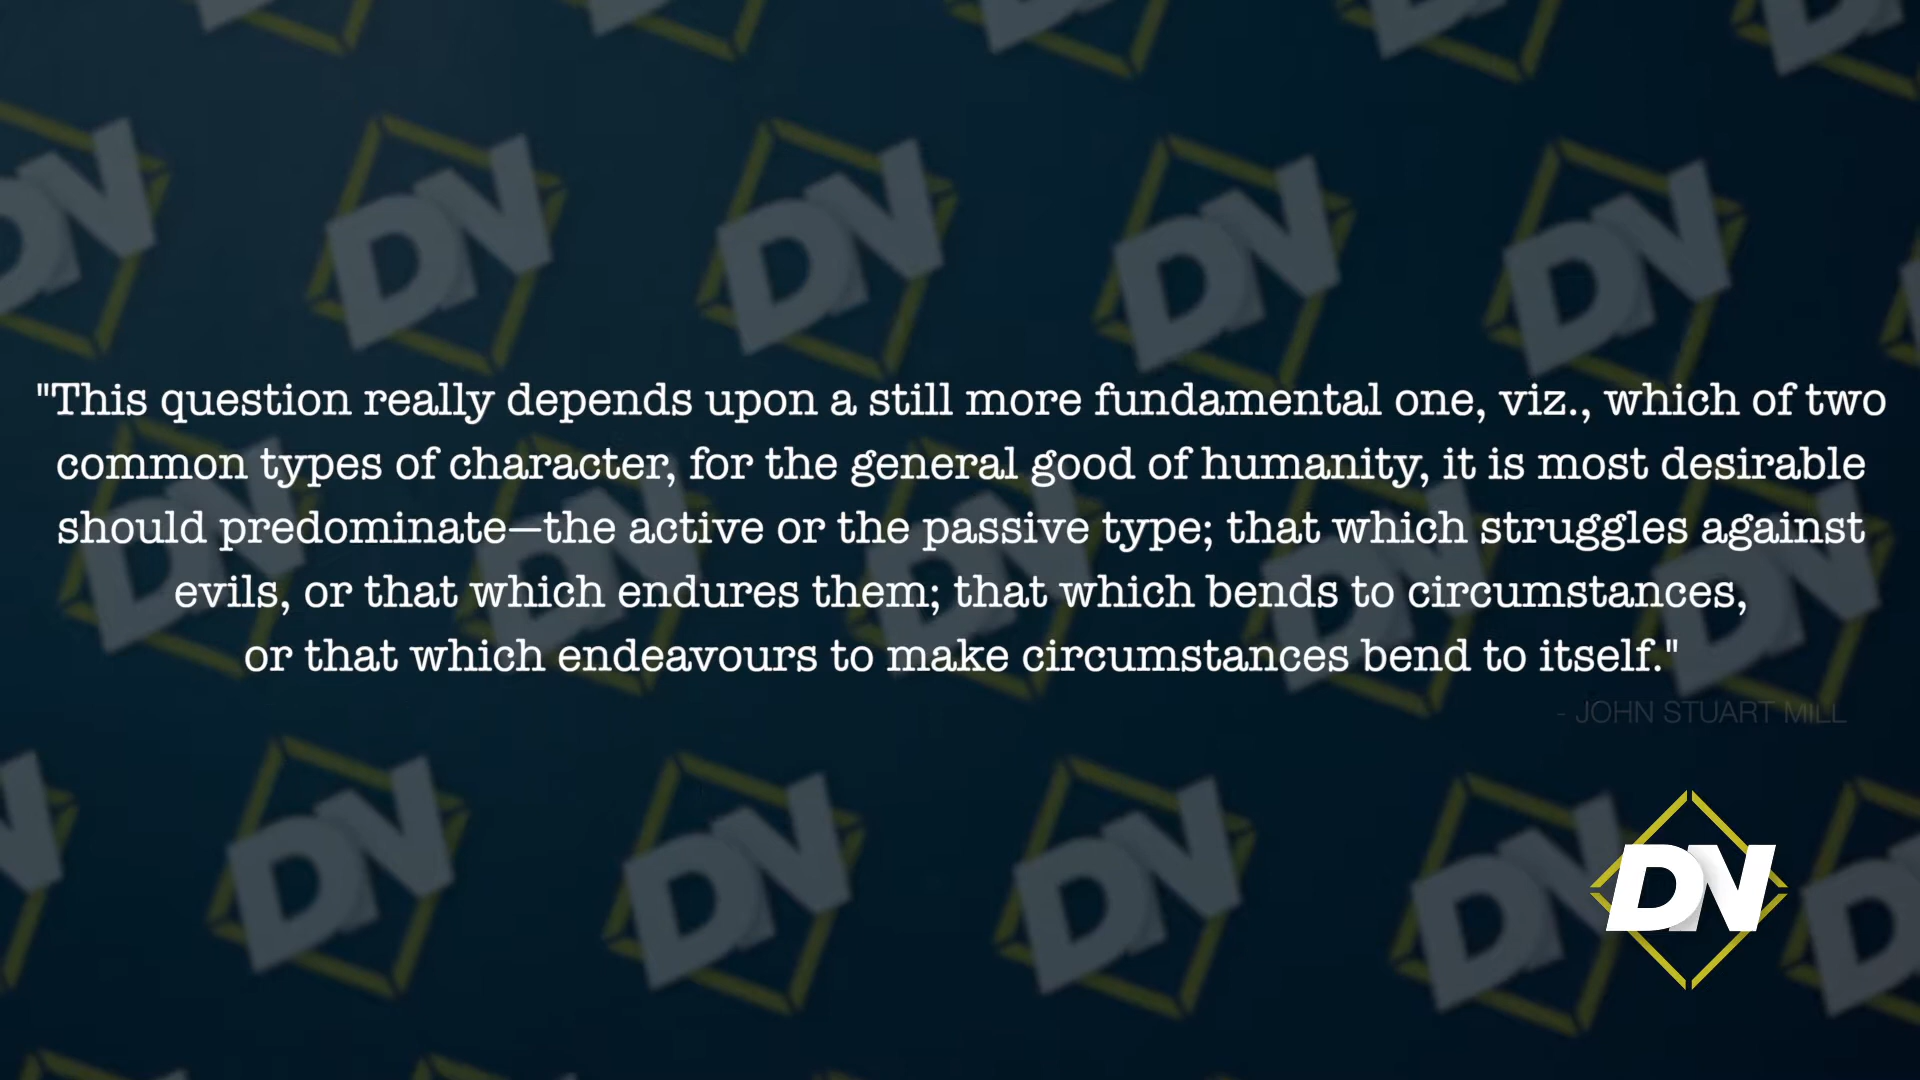 "This question really depends upon a still more fundamental one, viz., which of two
common types of character, for the general good of humanity, it is most desirable
should predominate—the active or the passive type; that which struggles against
evils, or that which endures them; that which bends to circumstances,
or that which endeavours to make circumstances bend to itself."
- JOHN STUART MILL
DN